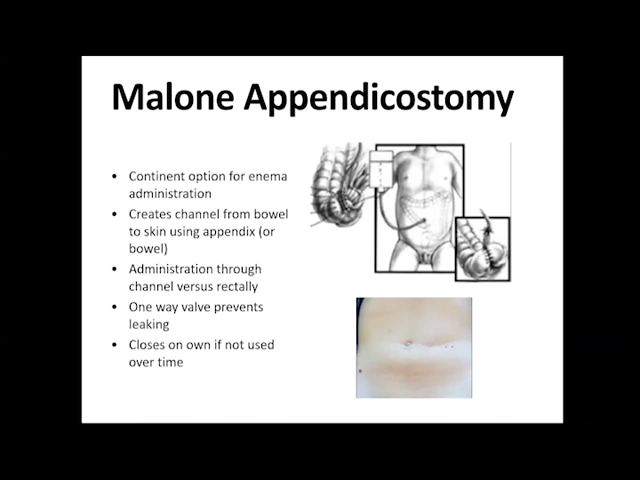 Malone Appendicostomy
• Continent option for enema
administration
• Creates channel from bowel
to skin using appendix (or
bowel)
• Administration through
channel versus rectally
• One way valve prevents
leaking
• Closes on own if not used
over time